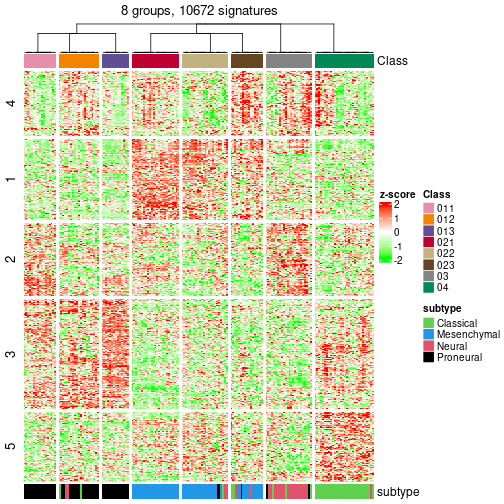 8 groups, 10672 signatures
Class
4
1
2
3
5
z-score
2
1
0
-1
-2
Class
011
012
013
021
022
023
03
04
subtype
Classical
Mesenchymal
Neural
Proneural
subtype